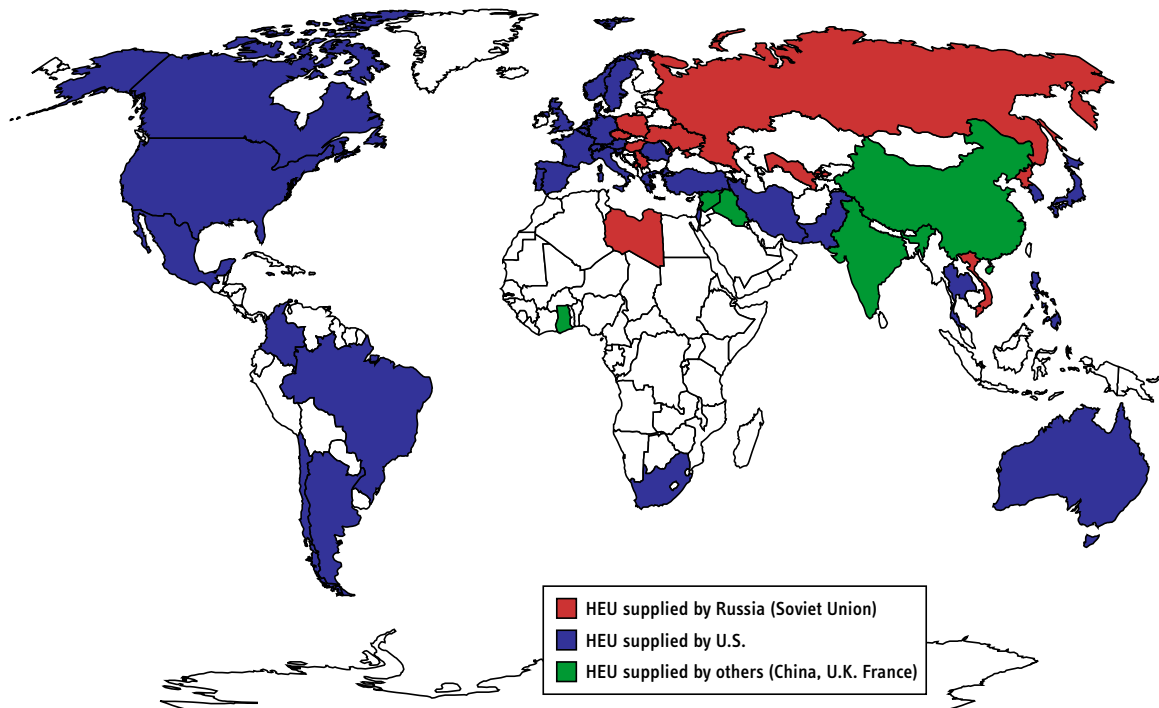 HEU supplied by Russia (Soviet Union)
HEU supplied by U.S.
HEU supplied by others (China, U.K. France)